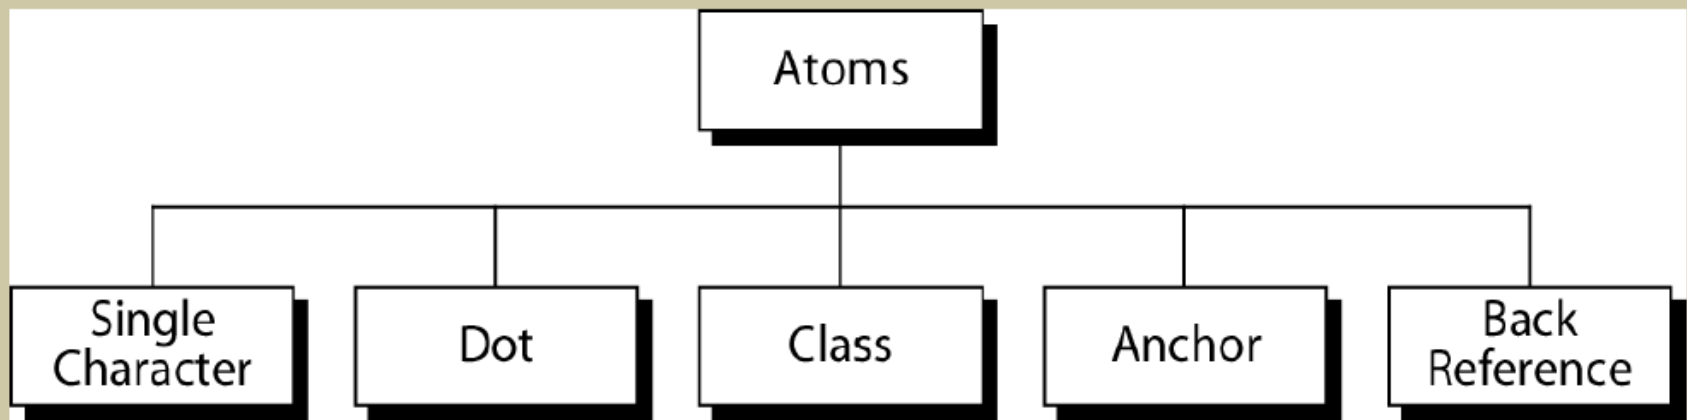 Atoms
Single
Character
Dot
Class
Anchor
Back
Reference